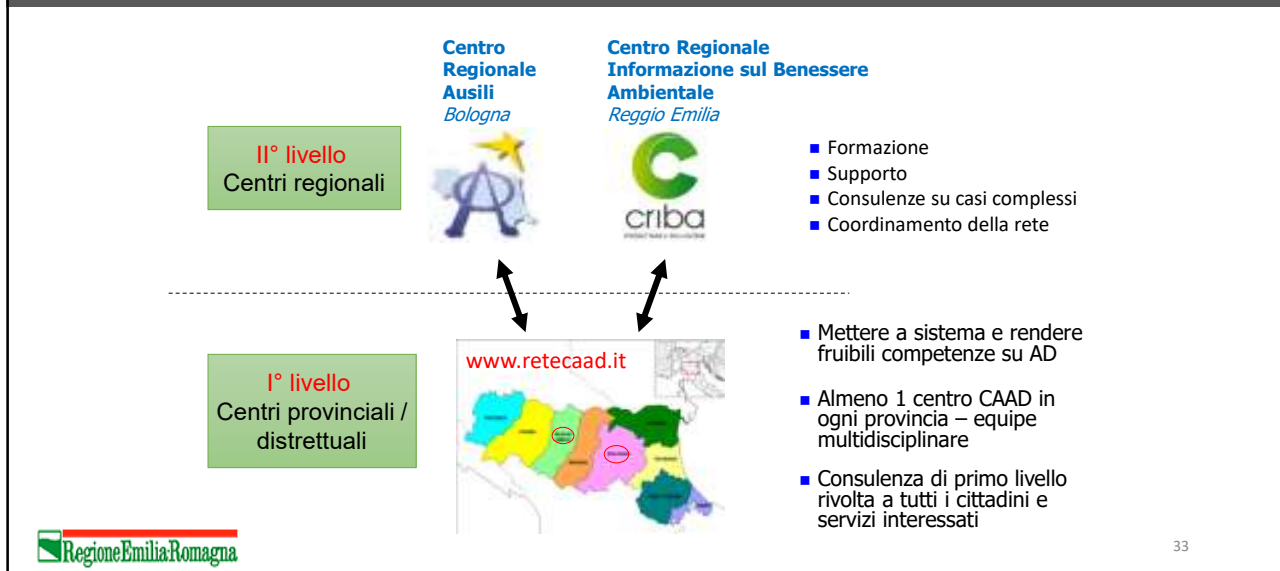 Centro
Regionale
Ausili
Bologna
Centro Regionale
Informazione sul Benessere
Ambientale
Reggio Emilia
II° livello
Centri regionali
criba
■ Formazione
■ Supporto
■ Consulenze su casi complessi
■ Coordinamento della rete
I° livello
Centri provinciali /
distrettuali
www.retecaad.it
■ Mettere a sistema e rendere
fruibili competenze su AD
■ Almeno 1 centro CAAD in
ogni provincia – equipe
multidisciplinare
■ Consulenza di primo livello
rivolta a tutti i cittadini e
servizi interessati
RegioneEmilia-Romagna
33